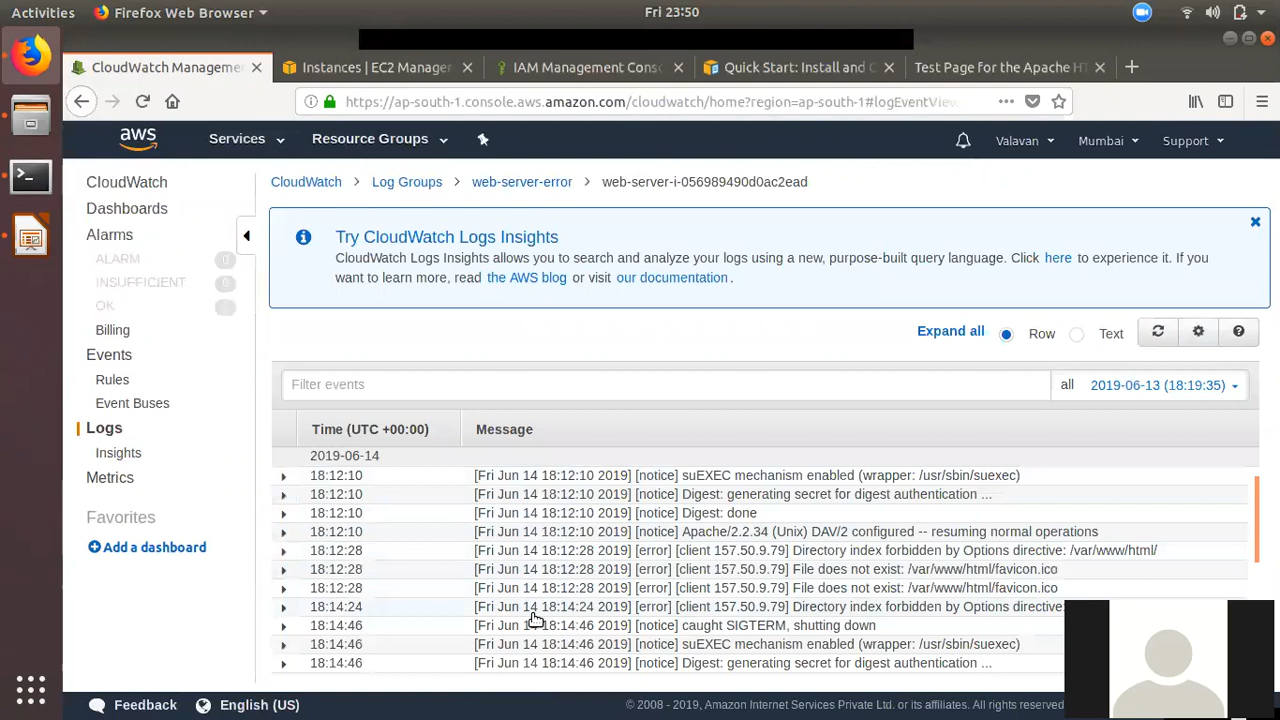 Activities Firefox Web Browser Fri 23:50
CloudWatch Manageme Instances | EC2 Manager IAM Management Conso Quick Start: Install and C Test Page for the Apache HT
https://ap-south-1.console.aws.amazon.com/cloudwatch/home?region=ap-south-1#logEventView
aws Services Resource Groups Valavan Mumbai Support
CloudWatch
Dashboards
Alarms
ALARM 0
INSUFFICIENT 0
OK
Billing
Events
Rules
Event Buses
Logs
Insights
Metrics
Favorites
Add a dashboard
CloudWatch Log Groups web-server-error web-server-i-056989490d0ac2ead
Try CloudWatch Logs Insights
CloudWatch Logs Insights allows you to search and analyze your logs using a new, purpose-built query language. Click here to experience it. If you
want to learn more, read the AWS blog or visit our documentation.
Expand all Row Text
Filter events all 2019-06-13 (18:19:35)
Time (UTC +00:00) Message
2019-06-14
18:12:10 [Fri Jun 14 18:12:10 2019] [notice] suEXEC mechanism enabled (wrapper: /usr/sbin/suexec)
18:12:10 [Fri Jun 14 18:12:10 2019] [notice] Digest: generating secret for digest authentication ...
18:12:10 [Fri Jun 14 18:12:10 2019] [notice] Digest: done
18:12:10 [Fri Jun 14 18:12:10 2019] [notice] Apache/2.2.34 (Unix) DAV/2 configured -- resuming normal operations
18:12:28 [Fri Jun 14 18:12:28 2019] [error] [client 157.50.9.79] Directory index forbidden by Options directive: /var/www/html/
18:12:28 [Fri Jun 14 18:12:28 2019] [error] [client 157.50.9.79] File does not exist: /var/www/html/favicon.ico
18:12:28 [Fri Jun 14 18:12:28 2019] [error] [client 157.50.9.79] File does not exist: /var/www/html/favicon.ico
18:14:24 [Fri Jun 14 18:14:24 2019] [error] [client 157.50.9.79] Directory index forbidden by Options directive:
18:14:46 [Fri Jun 14 18:14:46 2019] [notice] caught SIGTERM, shutting down
18:14:46 [Fri Jun 14 18:14:46 2019] [notice] suEXEC mechanism enabled (wrapper: /usr/sbin/suexec)
18:14:46 [Fri Jun 14 18:14:46 2019] [notice] Digest: generating secret for digest authentication ...
Feedback English (US) © 2008 - 2019, Amazon Internet Services Private Ltd. or its affiliates. All rights reserved